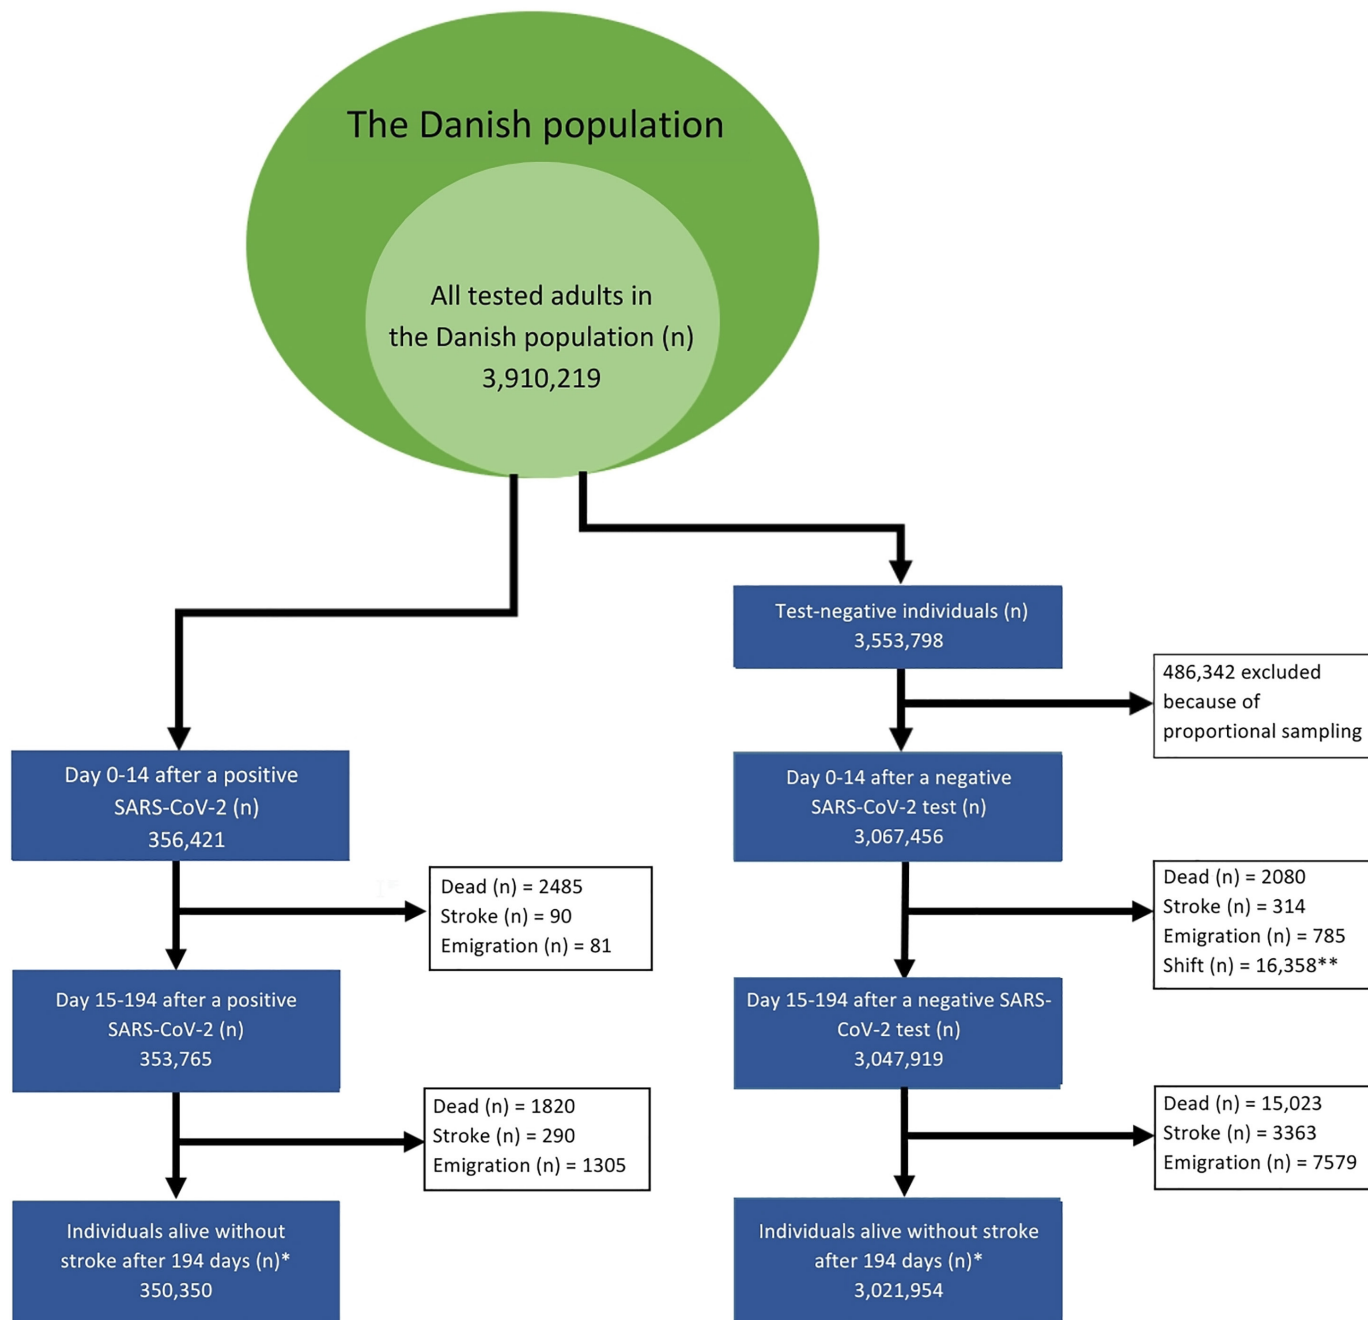 The Danish population
All tested adults in
the Danish population (n)
3,910,219
Test-negative individuals (n)
3,553,798
486,342 excluded
because of
proportional sampling
Day 0-14 after a positive
SARS-CoV-2 (n)
356,421
Day 0-14 after a negative
SARS-CoV-2 test (n)
3,067,456
Dead (n) = 2485
Stroke (n) = 90
Emigration (n) = 81
Dead (n) = 2080
Stroke (n) = 314
Emigration (n) = 785
Shift (n) = 16,358**
Day 15-194 after a positive
SARS-CoV-2 (n)
353,765
Day 15-194 after a negative SARS-
CoV-2 test (n)
3,047,919
Dead (n) = 1820
Stroke (n) = 290
Emigration (n) = 1305
Dead (n) = 15,023
Stroke (n) = 3363
Emigration (n) = 7579
Individuals alive without
stroke after 194 days (n)*
350,350
Individuals alive without stroke
after 194 days (n)*
3,021,954